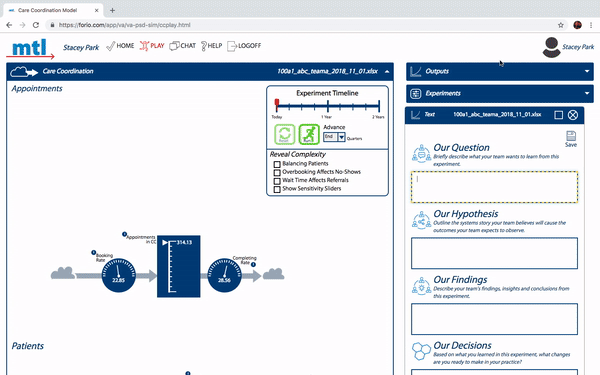 Care Coordination Model
https://forio.com/app/va/va-psd-sim/ccplay.html
mtl
Stacey Park
HOME
PLAY
CHAT
HELP
LOGOFF
Stacey Park
Care Coordination
100a1_abc_teama_2018_11_01.xlsx
Outputs
Experiments
Text
100a1_abc_teama_2018_11_01.xlsx
Save
Appointments
Experiment Timeline
Today
1 Year
2 Years
Reset
Advance
End
Quarters
Reveal Complexity
Balancing Patients
Overbooking Affects No-Shows
Wait Time Affects Referrals
Show Sensitivity Sliders
Appointments
in CC
314.13
Booking
Rate
22.85
Completing
Rate
28.56
Patients
Our Question
Briefly describe what your team wants to learn from this
experiment.
Our Hypothesis
Outline the systems story your team believes will cause the
outcomes your team expects to observe.
Our Findings
Describe your team's findings, insights and conclusions from
this experiment.
Our Decisions
Based on what you learned in this experiment, what changes
are you ready to make in your practice?